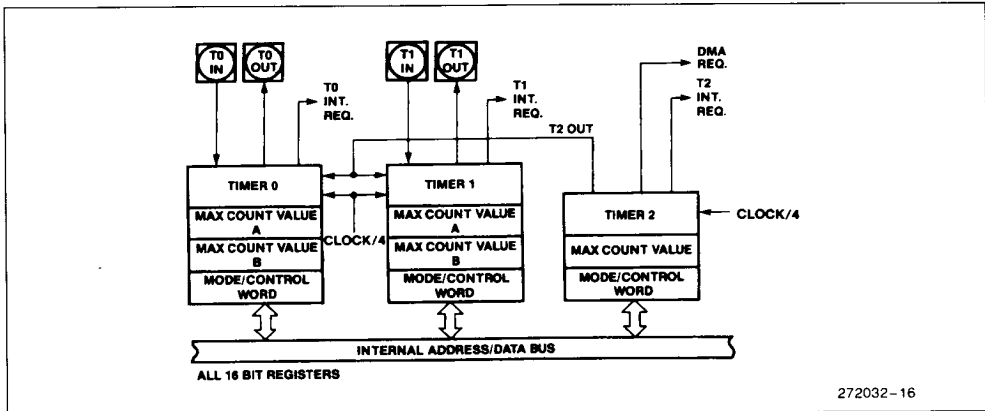 T0
IN
T0
OUT
T1
IN
T1
OUT
DMA
REQ.
T0
INT.
REQ.
T1
INT.
REQ.
T2
INT.
REQ.
T2 OUT
TIMER 0
MAX COUNT VALUE
A
MAX COUNT VALUE
B
MODE/CONTROL
WORD
CLOCK/4
TIMER 1
MAX COUNT VALUE
A
MAX COUNT VALUE
B
MODE/CONTROL
WORD
TIMER 2
MAX COUNT VALUE
MODE/CONTROL
WORD
CLOCK/4
INTERNAL ADDRESS/DATA BUS
ALL 16 BIT REGISTERS
272032-16